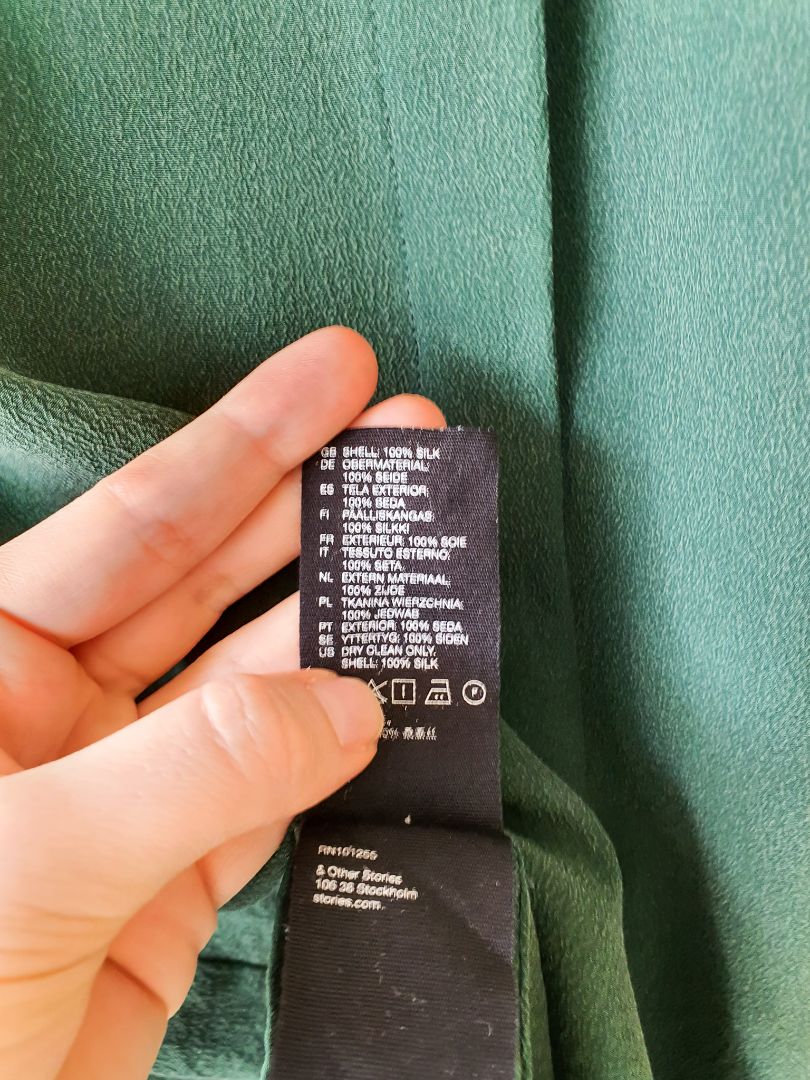 GB SHELL: 100% SILK
DE OBERMATERIAL:
100% SEIDE
ES TELA EXTERIOR:
100% SEDA
FI PÄÄLLISKANGAS:
100% SILKKI
FR EXTERIEUR: 100% SOIE
IT TESSUTO ESTERNO:
100% SETA
NL EXTERN MATERIAAL:
100% ZIJDE
PL TKANINA WIERZCHNIA:
100% JEDWAB
PT EXTERIOR: 100% SEDA
SE YTTERTYG: 100% SIDEN
US DRY CLEAN ONLY.
SHELL: 100% SILK
P
RN101255
& Other Stories
106 38 Stockholm
stories.com